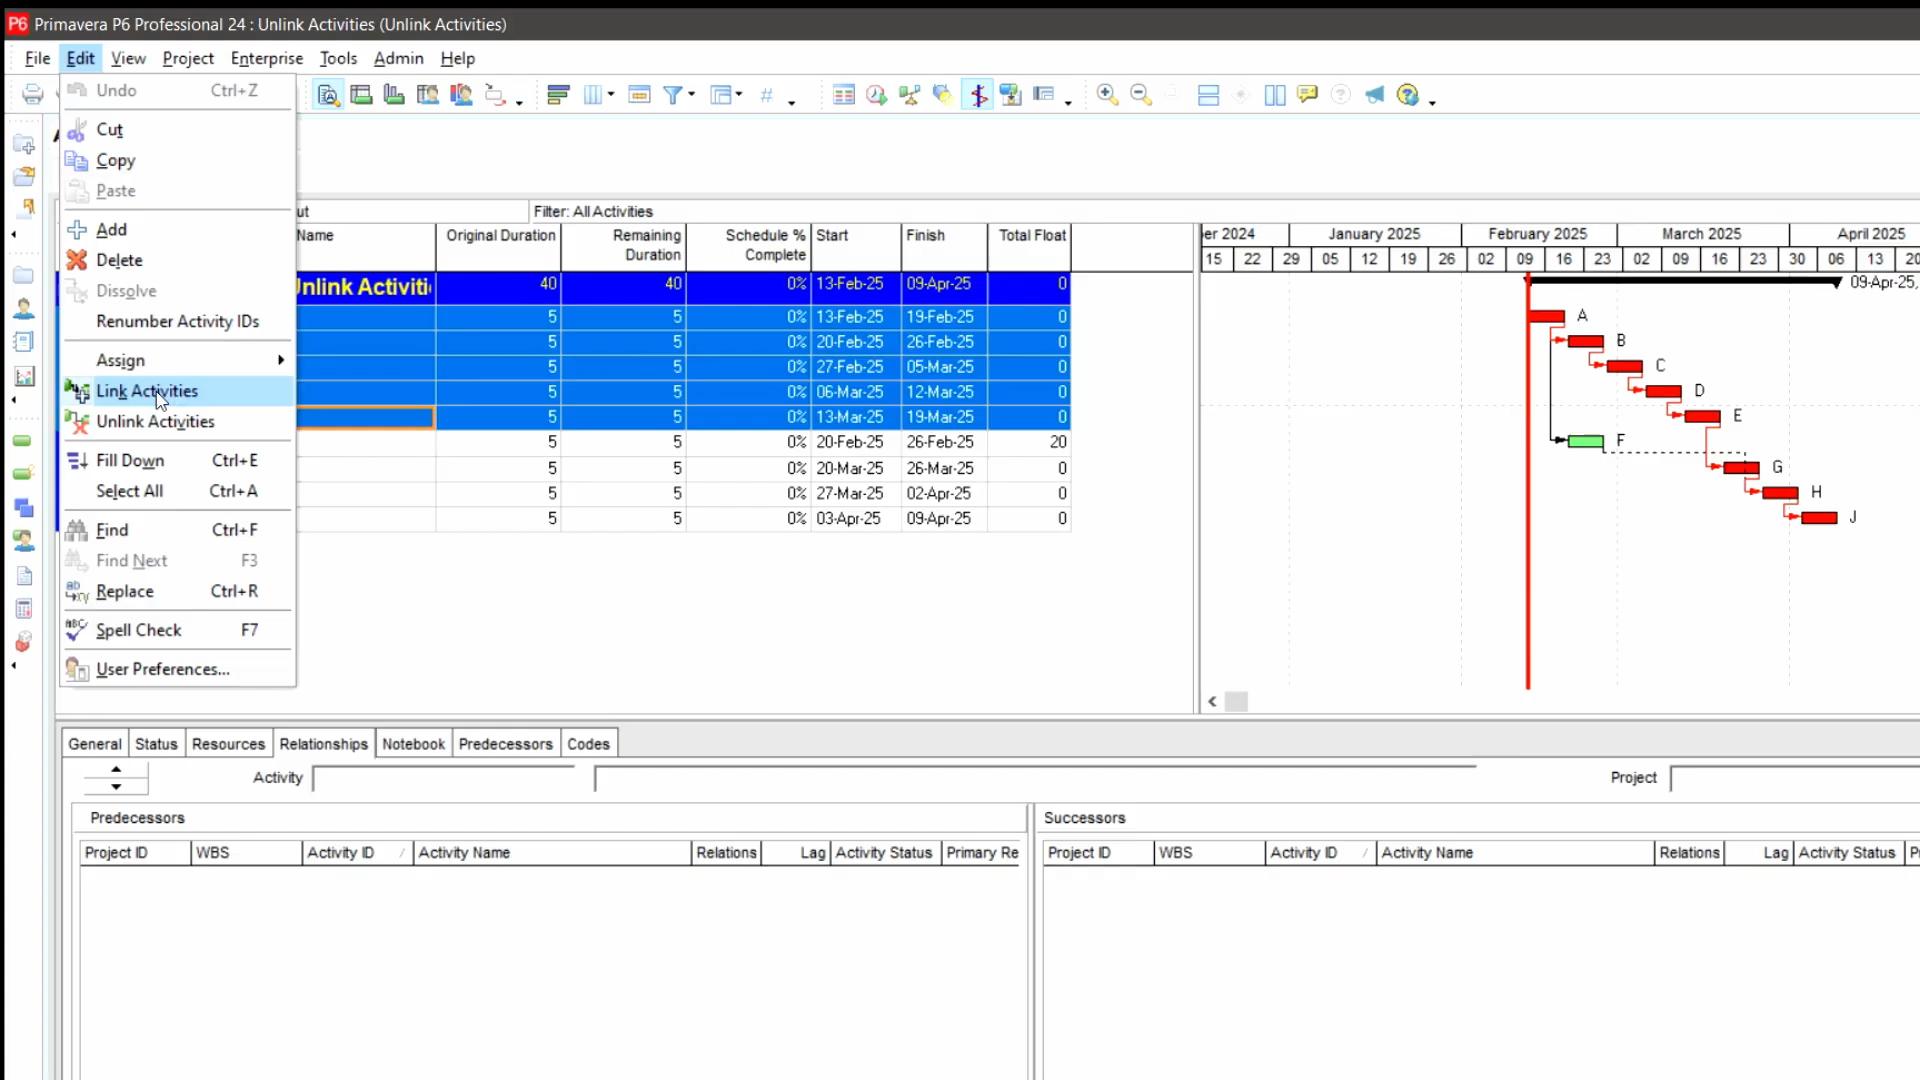 P6 Primavera P6 Professional 24 : Unlink Activities (Unlink Activities)
File Edit View Project Enterprise Tools Admin Help
Undo Ctrl+Z
Cut
Copy
Paste
Add
Delete
Dissolve
Renumber Activity IDs
Assign
Link Activities
Unlink Activities
Fill Down Ctrl+E
Select All Ctrl+A
Find Ctrl+F
Find Next F3
Replace Ctrl+R
Spell Check F7
User Preferences...
ut Filter: All Activities
Name Original Duration Remaining Duration Schedule % Complete Start Finish Total Float
Unlink Activiti 40 40 0% 13-Feb-25 09-Apr-25 0
5 5 0% 13-Feb-25 19-Feb-25 0
5 5 0% 20-Feb-25 26-Feb-25 0
5 5 0% 27-Feb-25 05-Mar-25 0
5 5 0% 06-Mar-25 12-Mar-25 0
5 5 0% 13-Mar-25 19-Mar-25 0
5 5 0% 20-Feb-25 26-Feb-25 20
5 5 0% 20-Mar-25 26-Mar-25 0
5 5 0% 27-Mar-25 02-Apr-25 0
5 5 0% 03-Apr-25 09-Apr-25 0
er 2024 January 2025 February 2025 March 2025 April 2025
15 22 29 05 12 19 26 02 09 16 23 02 09 16 23 30 06 13 20
09-Apr-25,
A
B
C
D
E
F
G
H
J
General Status Resources Relationships Notebook Predecessors Codes
Activity Project
Predecessors
Project ID WBS Activity ID Activity Name Relations Lag Activity Status Primary Re
Successors
Project ID WBS Activity ID Activity Name Relations Lag Activity Status